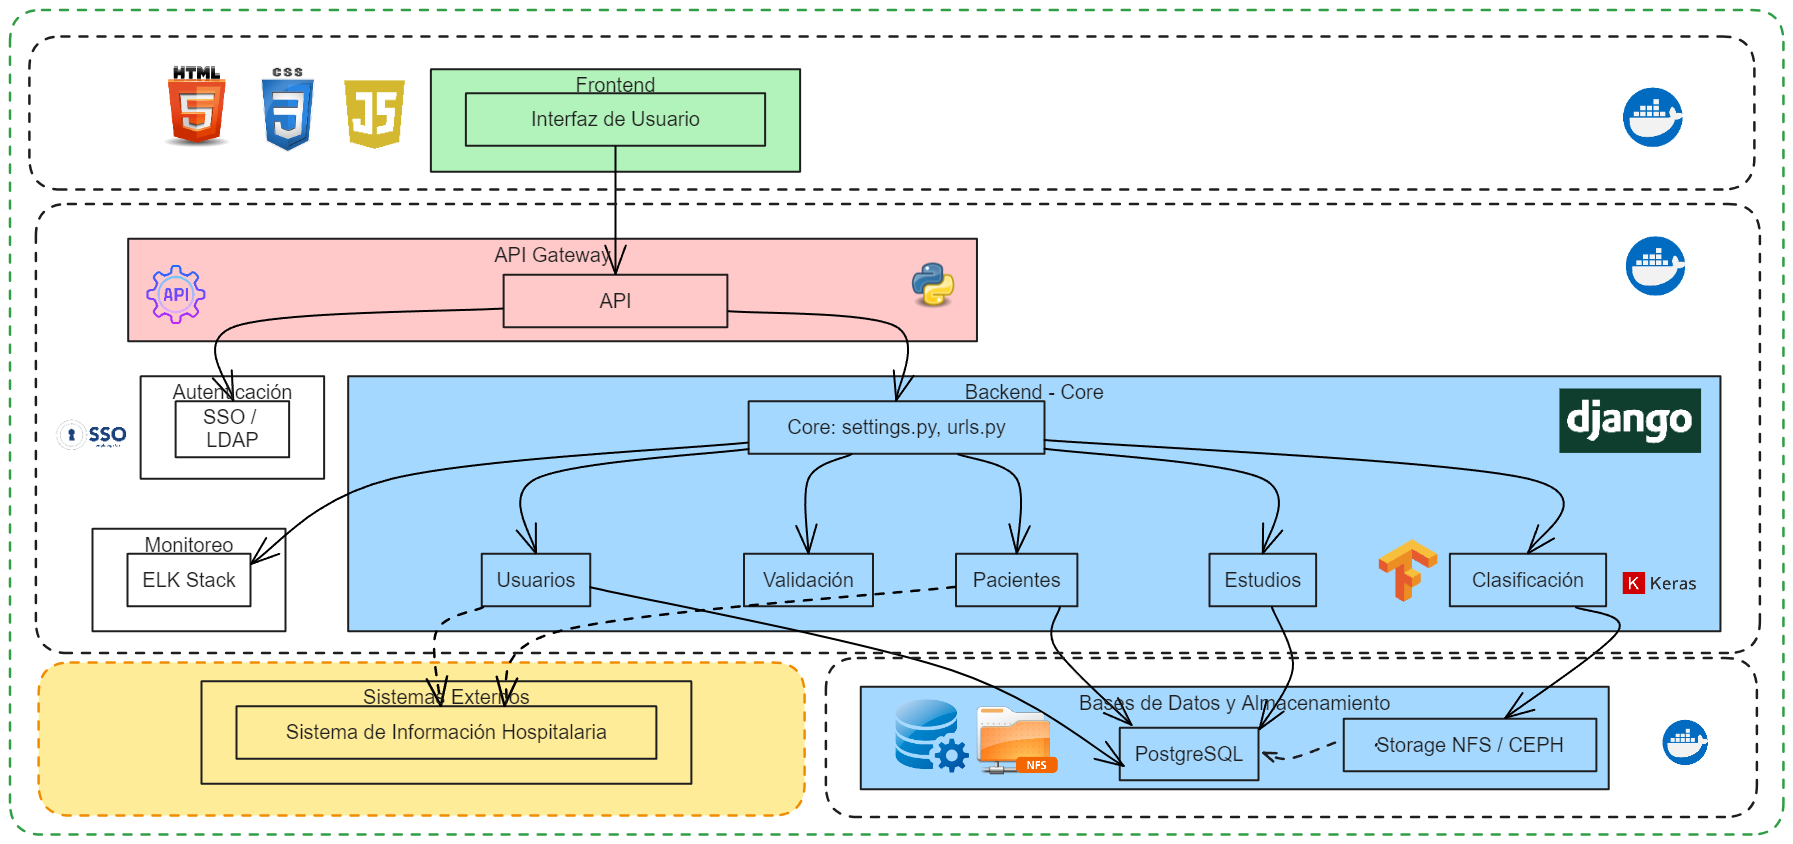 HTML
5
CSS
3
JS
Frontend
Interfaz de Usuario
API Gateway
API
API
Autenticación
SSO /
LDAP
SSO
Backend - Core
Core: settings.py, urls.py
django
Monitoreo
ELK Stack
Usuarios
Validación
Pacientes
Estudios
Clasificación
K Keras
Sistemas Externos
Sistema de Información Hospitalaria
Bases de Datos y Almacenamiento
NFS
PostgreSQL
Storage NFS / CEPH